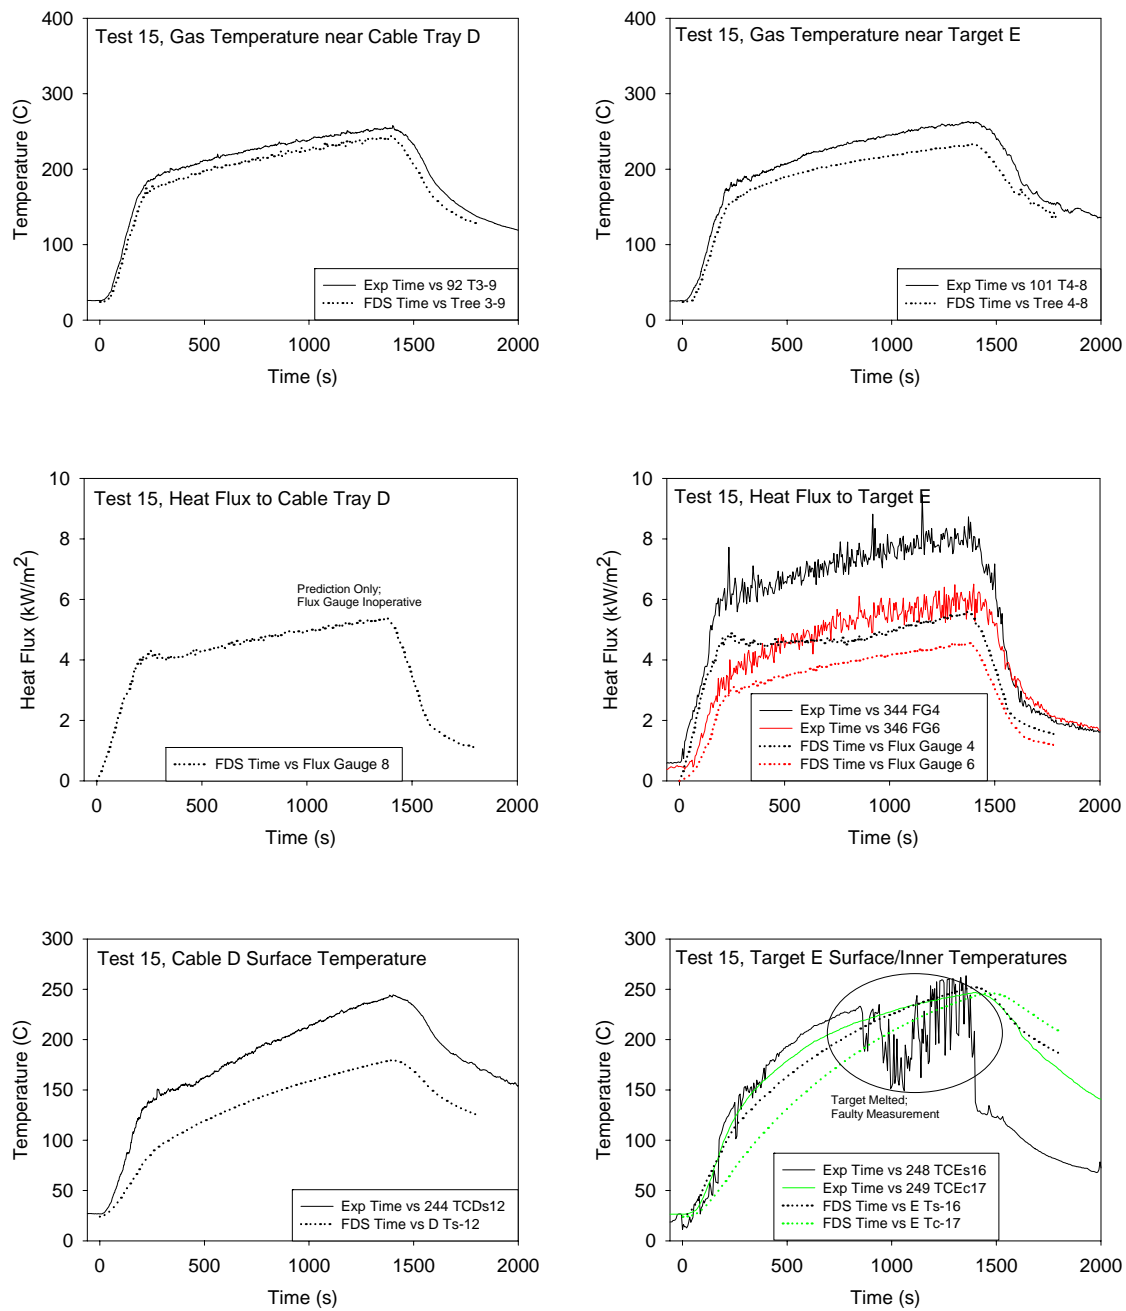 Test 15, Gas Temperature near Cable Tray D
Temperature (C)
400
300
200
100
0
Exp Time vs 92 T3-9
FDS Time vs Tree 3-9
0 500 1000 1500 2000
Time (s)
Test 15, Gas Temperature near Target E
Temperature (C)
400
300
200
100
0
Exp Time vs 101 T4-8
FDS Time vs Tree 4-8
0 500 1000 1500 2000
Time (s)
Test 15, Heat Flux to Cable Tray D
Heat Flux (kW/m²)
10
8
6
4
2
0
Prediction Only;
Flux Gauge Inoperative
FDS Time vs Flux Gauge 8
0 500 1000 1500 2000
Time (s)
Test 15, Heat Flux to Target E
Heat Flux (kW/m²)
10
8
6
4
2
0
Exp Time vs 344 FG4
Exp Time vs 346 FG6
FDS Time vs Flux Gauge 4
FDS Time vs Flux Gauge 6
0 500 1000 1500 2000
Time (s)
Test 15, Cable D Surface Temperature
Temperature (C)
300
250
200
150
100
50
0
Exp Time vs 244 TCDs12
FDS Time vs D Ts-12
0 500 1000 1500 2000
Time (s)
Test 15, Target E Surface/Inner Temperatures
Temperature (C)
300
250
200
150
100
50
0
Target Melted;
Faulty Measurement
Exp Time vs 248 TCEs16
Exp Time vs 249 TCEc17
FDS Time vs E Ts-16
FDS Time vs E Tc-17
0 500 1000 1500 2000
Time (s)